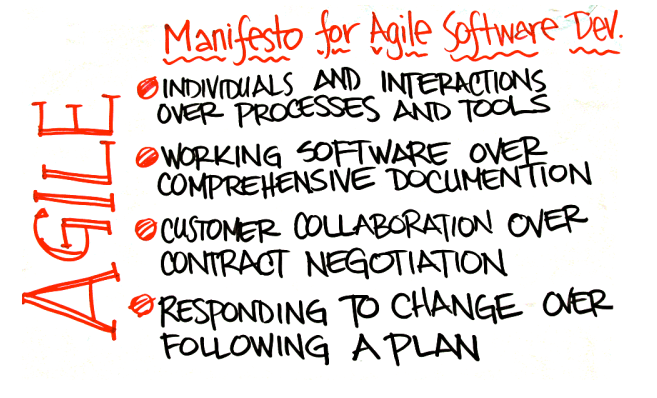 Manifesto for Agile Software Dev.
AGILE
INDIVIDUALS AND INTERACTIONS
OVER PROCESSES AND TOOLS
WORKING SOFTWARE OVER
COMPREHENSIVE DOCUMENTION
CUSTOMER COLLABORATION OVER
CONTRACT NEGOTIATION
RESPONDING TO CHANGE OVER
FOLLOWING A PLAN